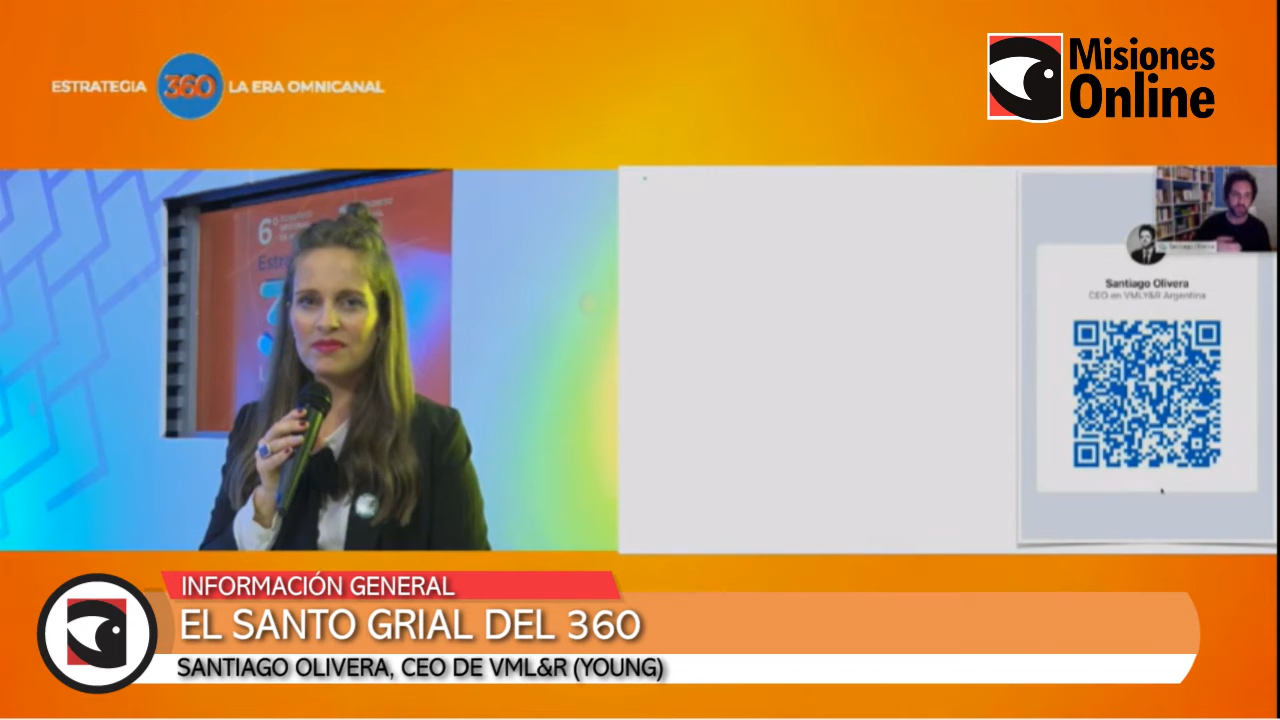 ESTRATEGIA 360 LA ERA OMNICANAL
Misiones
Online
6º
Santiago Olivera
CEO en VMLY&R Argentina
INFORMACIÓN GENERAL
EL SANTO GRIAL DEL 360
SANTIAGO OLIVERA, CEO DE VML&R (YOUNG)